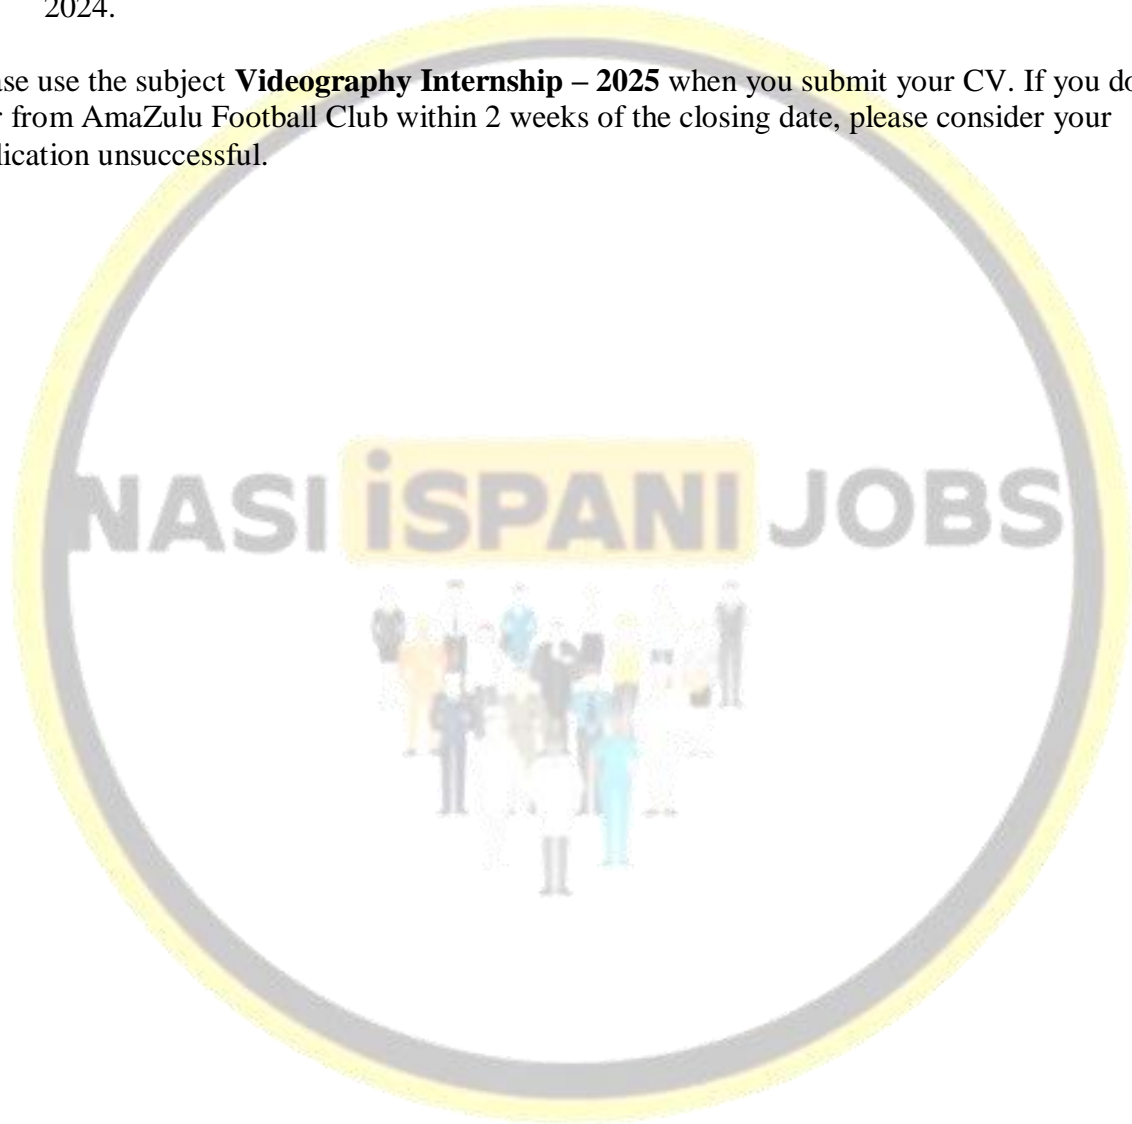 2024.
ase use the subject Videography Internship – 2025 when you submit your CV. If you do
r from AmaZulu Football Club within 2 weeks of the closing date, please consider your
lication unsuccessful.
NASI iSPANI JOBS